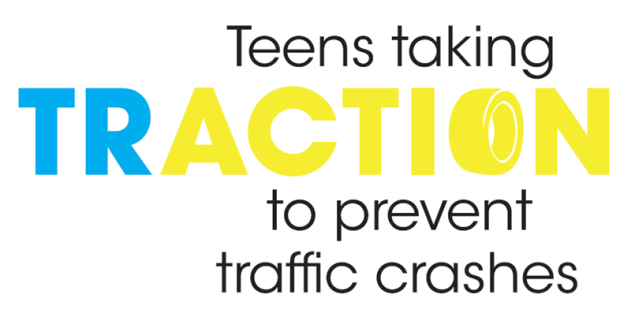 Teens taking
TRACTION
to prevent
traffic crashes